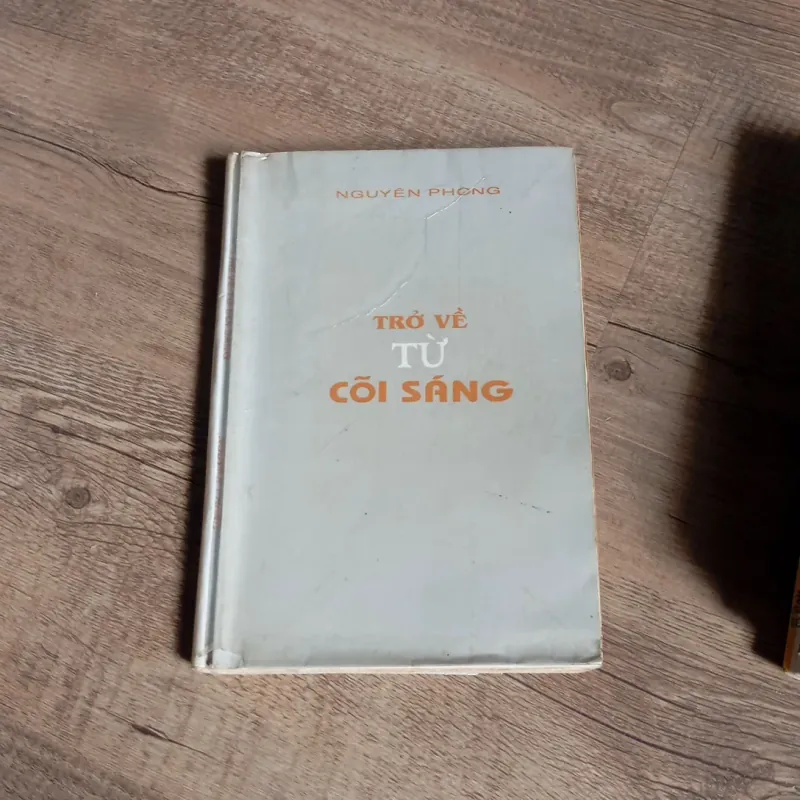 NGUYÊN PHONG
TRỞ VỀ
TỪ
CÕI SÁNG